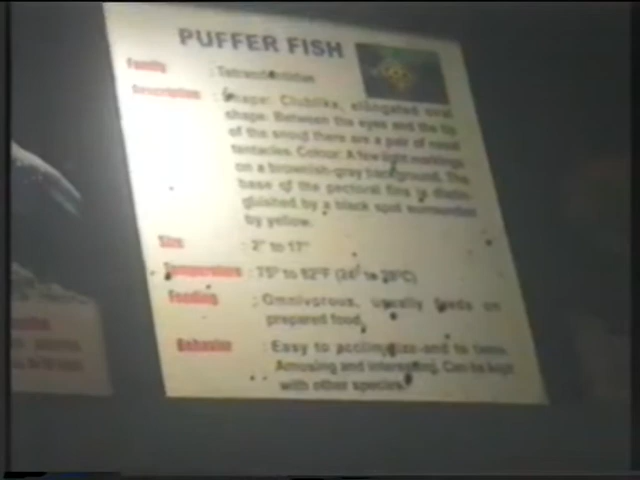 PUFFER FISH
Family : Tetraodontidae
Description : Shape: Clublike, elongated oval
shape. Between the eyes and the tip
of the snout there are a pair of nasal
tentacles. Colour: A few light markings
on a brownish-gray background. The
base of the pectoral fins is distin-
guished by a black spot surrounded
by yellow.
Size : 2" to 17"
Temperature : 75° to 82°F (24° to 28°C)
Feeding : Omnivorous, usually feeds on
prepared food.
Behavior : Easy to acclimatize and to tame.
Amusing and interesting. Can be kept
with other species.